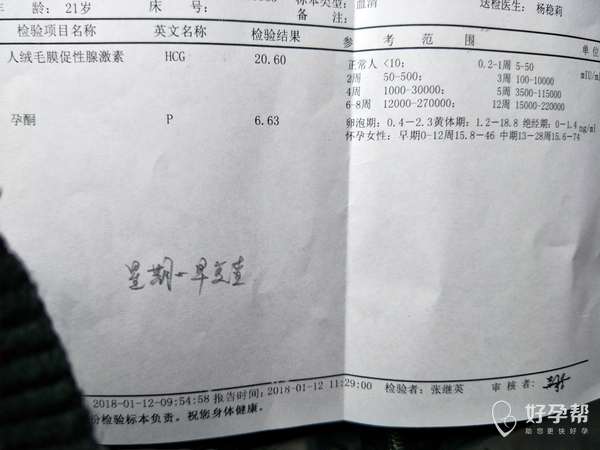 年 龄: 21岁 床 号: 标本类型: 血清 送检医生: 杨稳莉
备 注:
检验项目名称 英文名称 检验结果 参 考 范 围 单位
人绒毛膜促性腺激素 HCG 20.60 正常人 <10; 0.2-1周 5-50 mIU/ml
2周 50-500; 3周 100-10000
4周 1000-30000; 5周 3500-115000
6-8周 12000-270000; 12周 15000-220000
孕酮 P 6.63 卵泡期: 0.4-2.3黄体期: 1.2-18.8 绝经期: 0-1.4 ng/ml
怀孕女性: 早期0-12周15.8-46 中期13-28周15.6-74
星期一早复查
2018-01-12-09:54:58 报告时间: 2018-01-12 11:29:00 检验者: 张继英 审 核 者:
份检验标本负责。祝您身体健康。
好孕帮
助您更快好孕